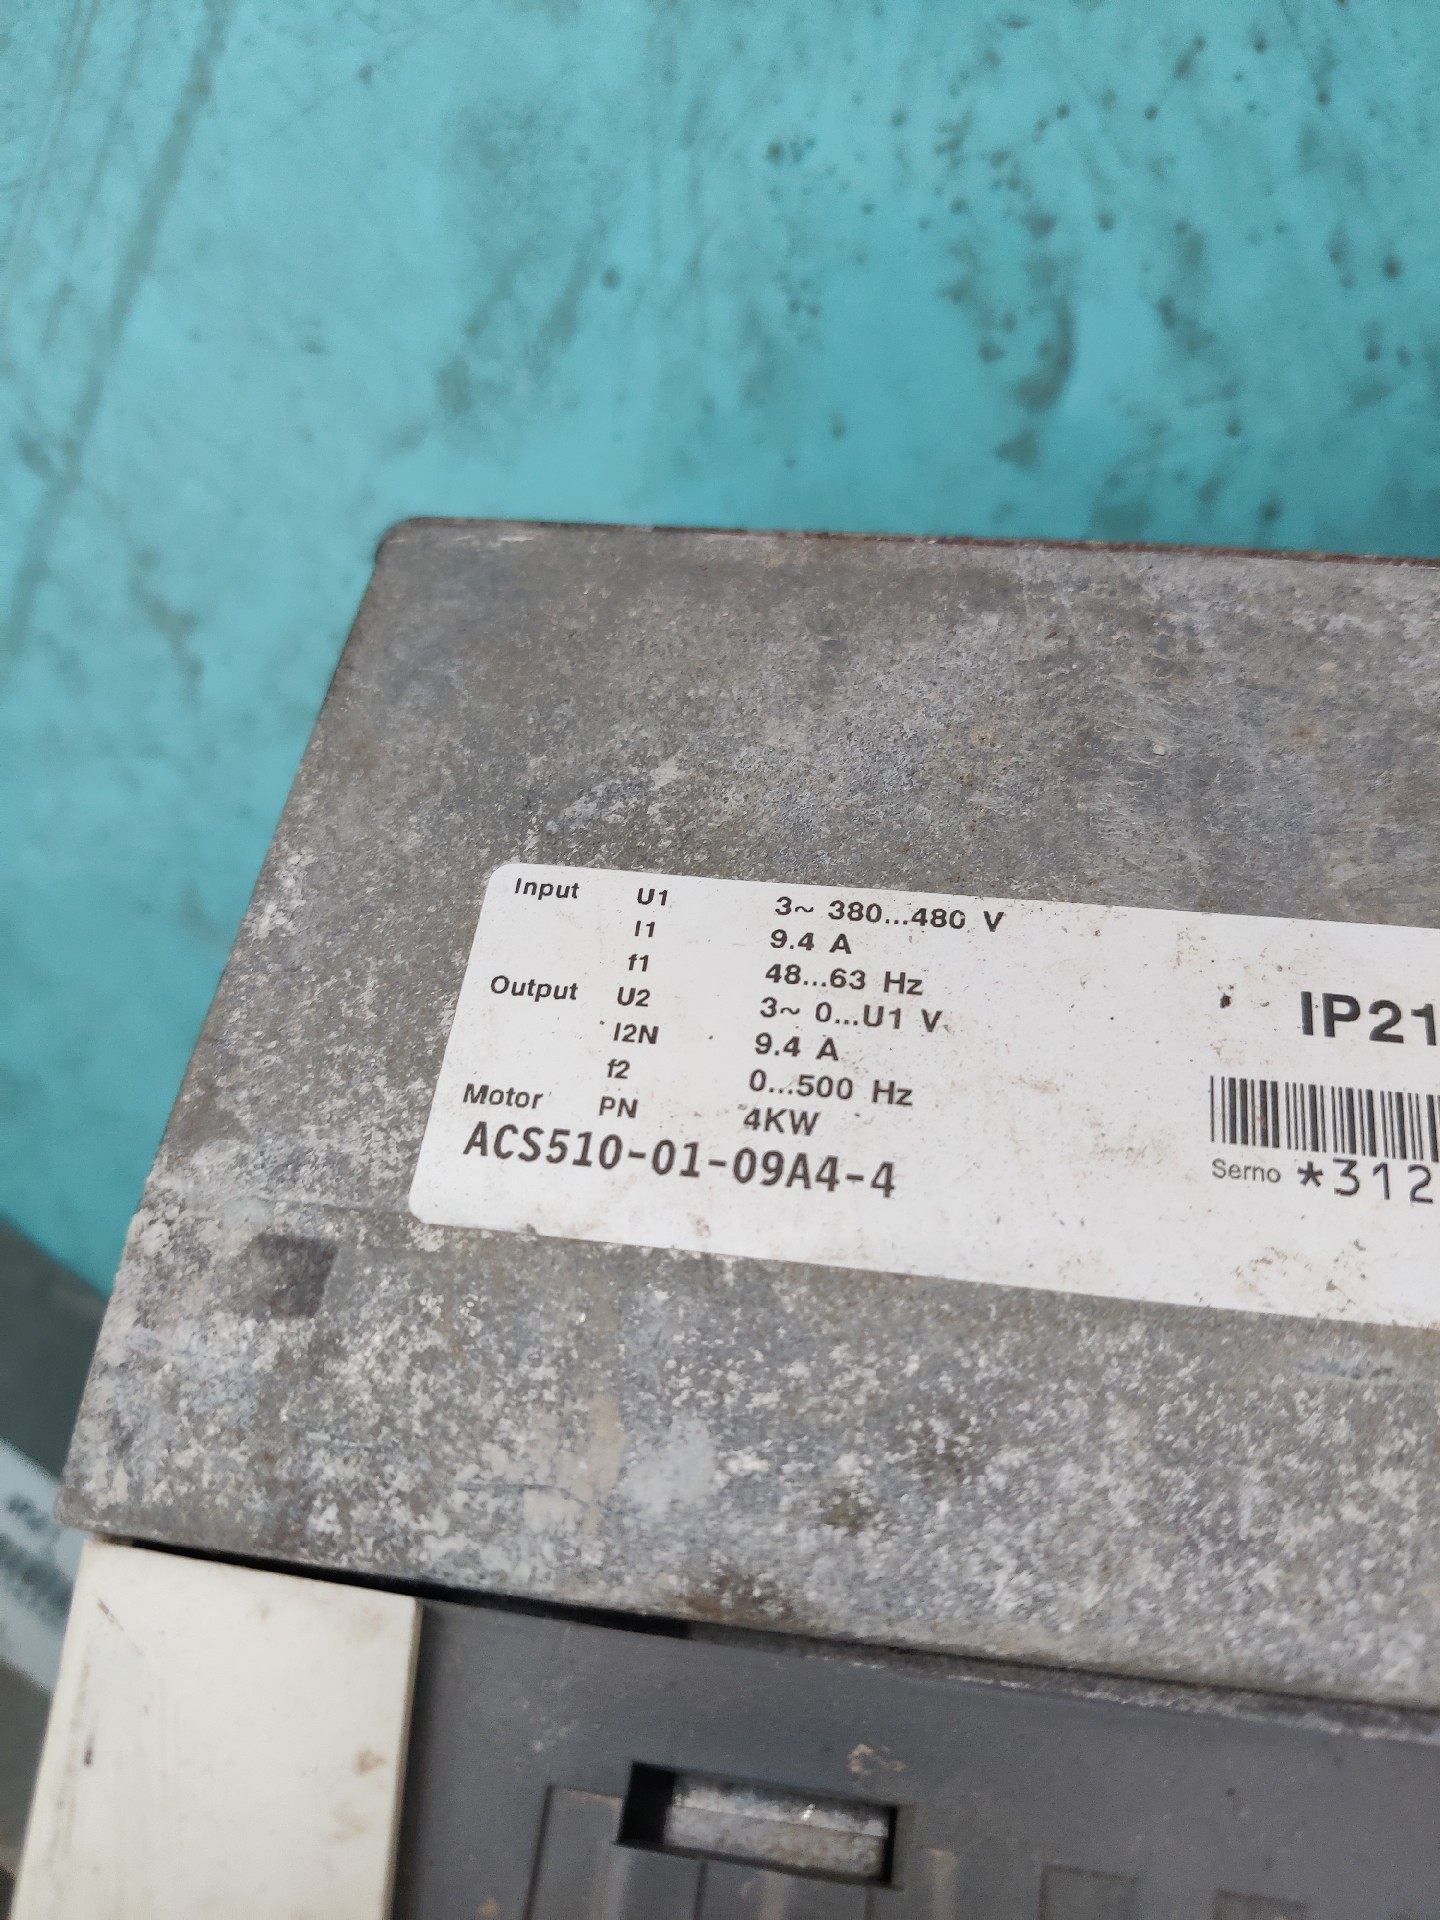 Input U1 3~ 380...480 V
I1 9.4 A
f1 48...63 Hz
Output U2 3~ 0...U1 V
I2N 9.4 A
f2 0...500 Hz
Motor PN 4KW
ACS510-01-09A4-4
IP21
Serno *312